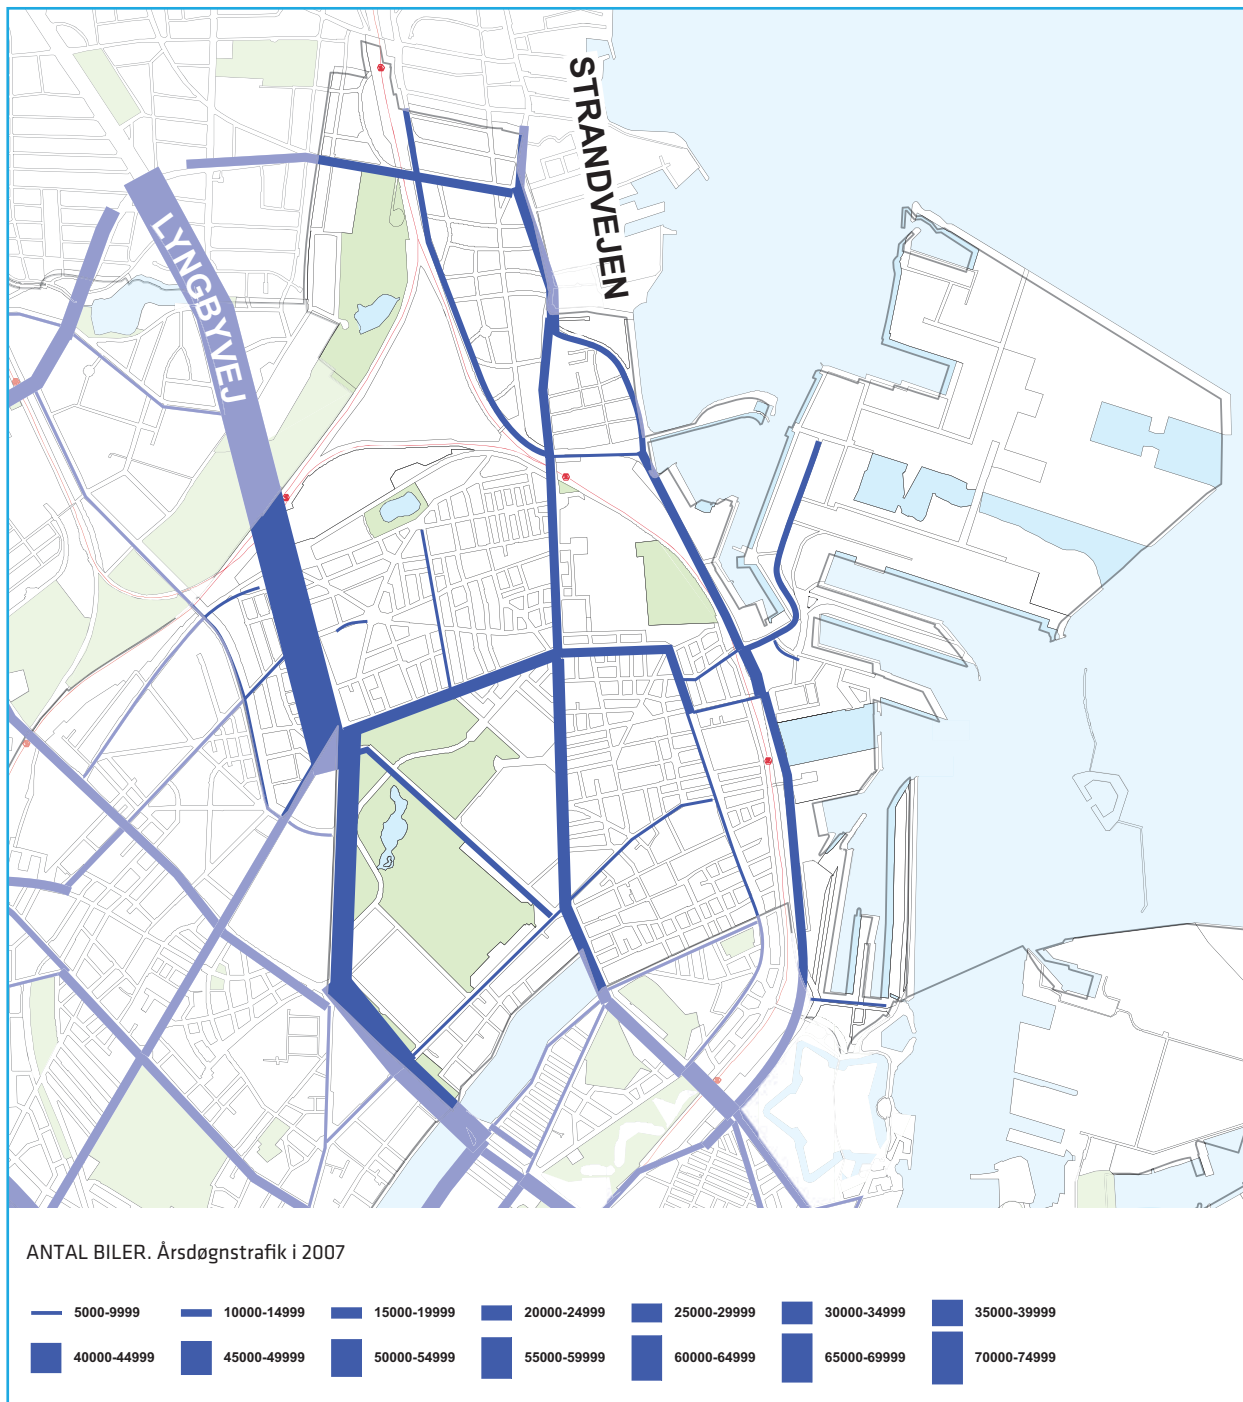 STRANDVEJEN
LYNGBYVEJ
ANTAL BILER. Årsdøgnstrafik i 2007
5000-9999 10000-14999 15000-19999 20000-24999 25000-29999 30000-34999 35000-39999
40000-44999 45000-49999 50000-54999 55000-59999 60000-64999 65000-69999 70000-74999